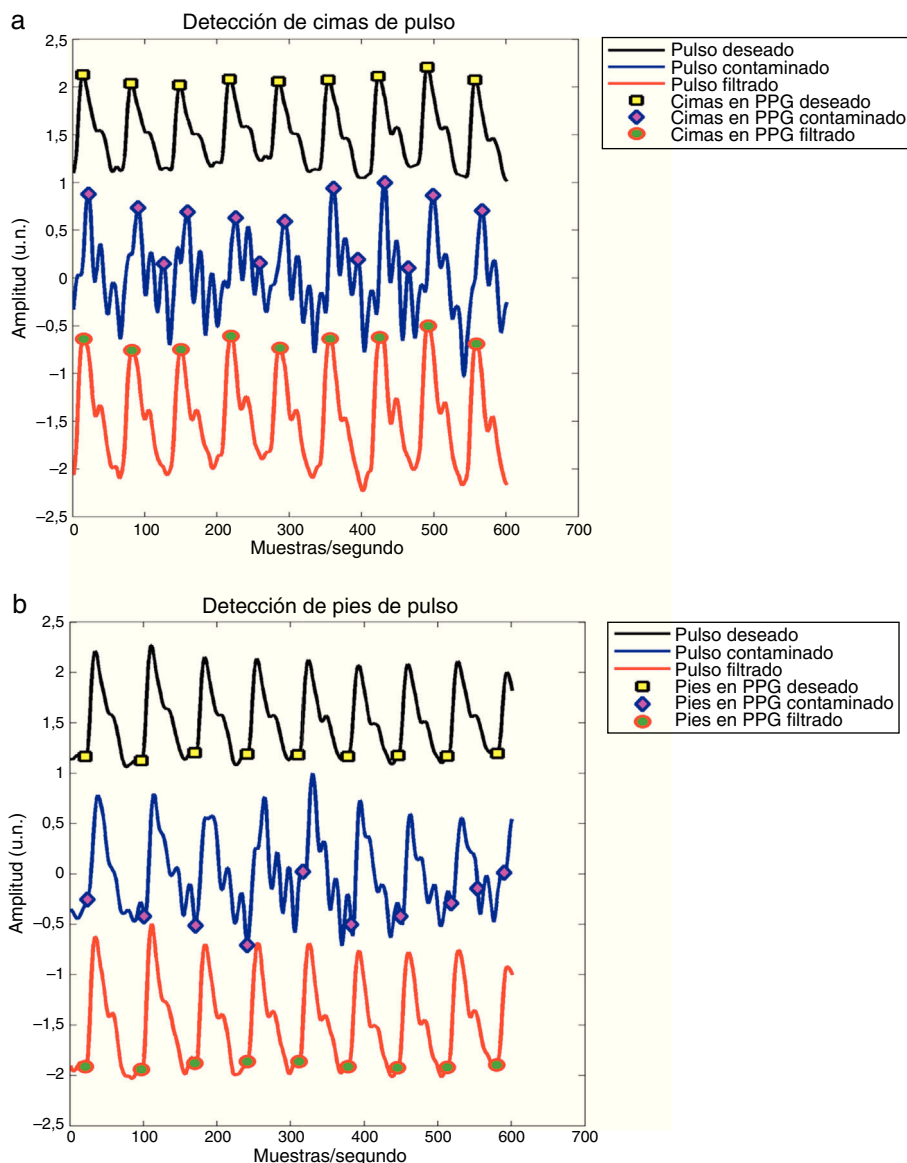 a
Detección de cimas de pulso
2,5
2
1,5
1
0,5
0
–0,5
–1
–1,5
–2
–2,5
Amplitud (u.n.)
0 100 200 300 400 500 600 700
Muestras/segundo
Pulso deseado
Pulso contaminado
Pulso filtrado
Cimas en PPG deseado
Cimas en PPG contaminado
Cimas en PPG filtrado
b
Detección de pies de pulso
2,5
2
1,5
1
0,5
0
–0,5
–1
–1,5
–2
–2,5
Amplitud (u.n.)
0 100 200 300 400 500 600 700
Muestras/segundo
Pulso deseado
Pulso contaminado
Pulso filtrado
Pies en PPG deseado
Pies en PPG contaminado
Pies en PPG filtrado